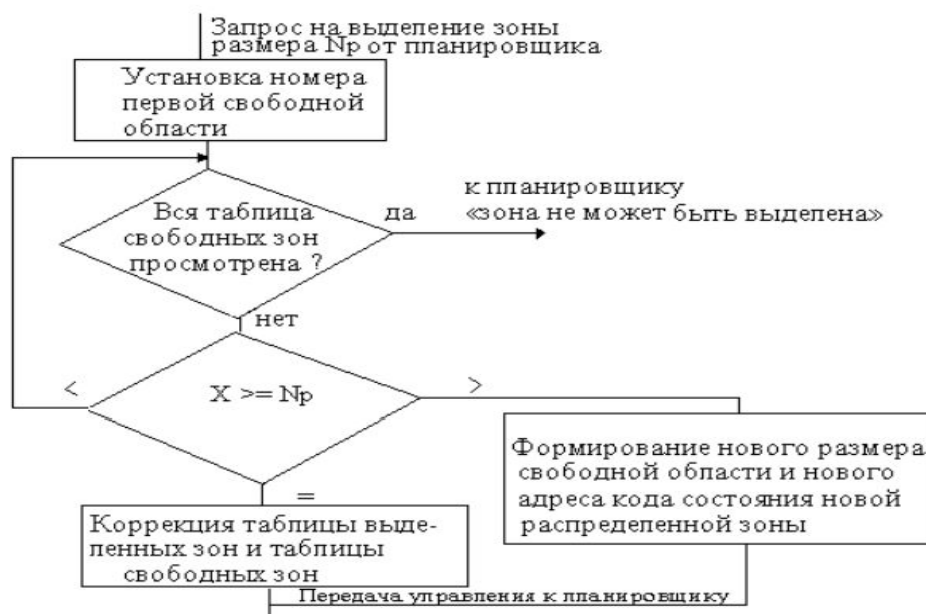 Запрос на выделение зоны
размера Np от планировщика
Установка номера
первой свободной
области
Вся таблица
свободных зон
просмотрена ?
да
к планировщику
«зона не может быть выделена»
нет
<
X >= Np
>
=
Формирование нового размера
свободной области и нового
адреса кода состояния новой
распределенной зоны
Коррекция таблицы выде-
ленных зон и таблицы
свободных зон
Передача управления к планировщику